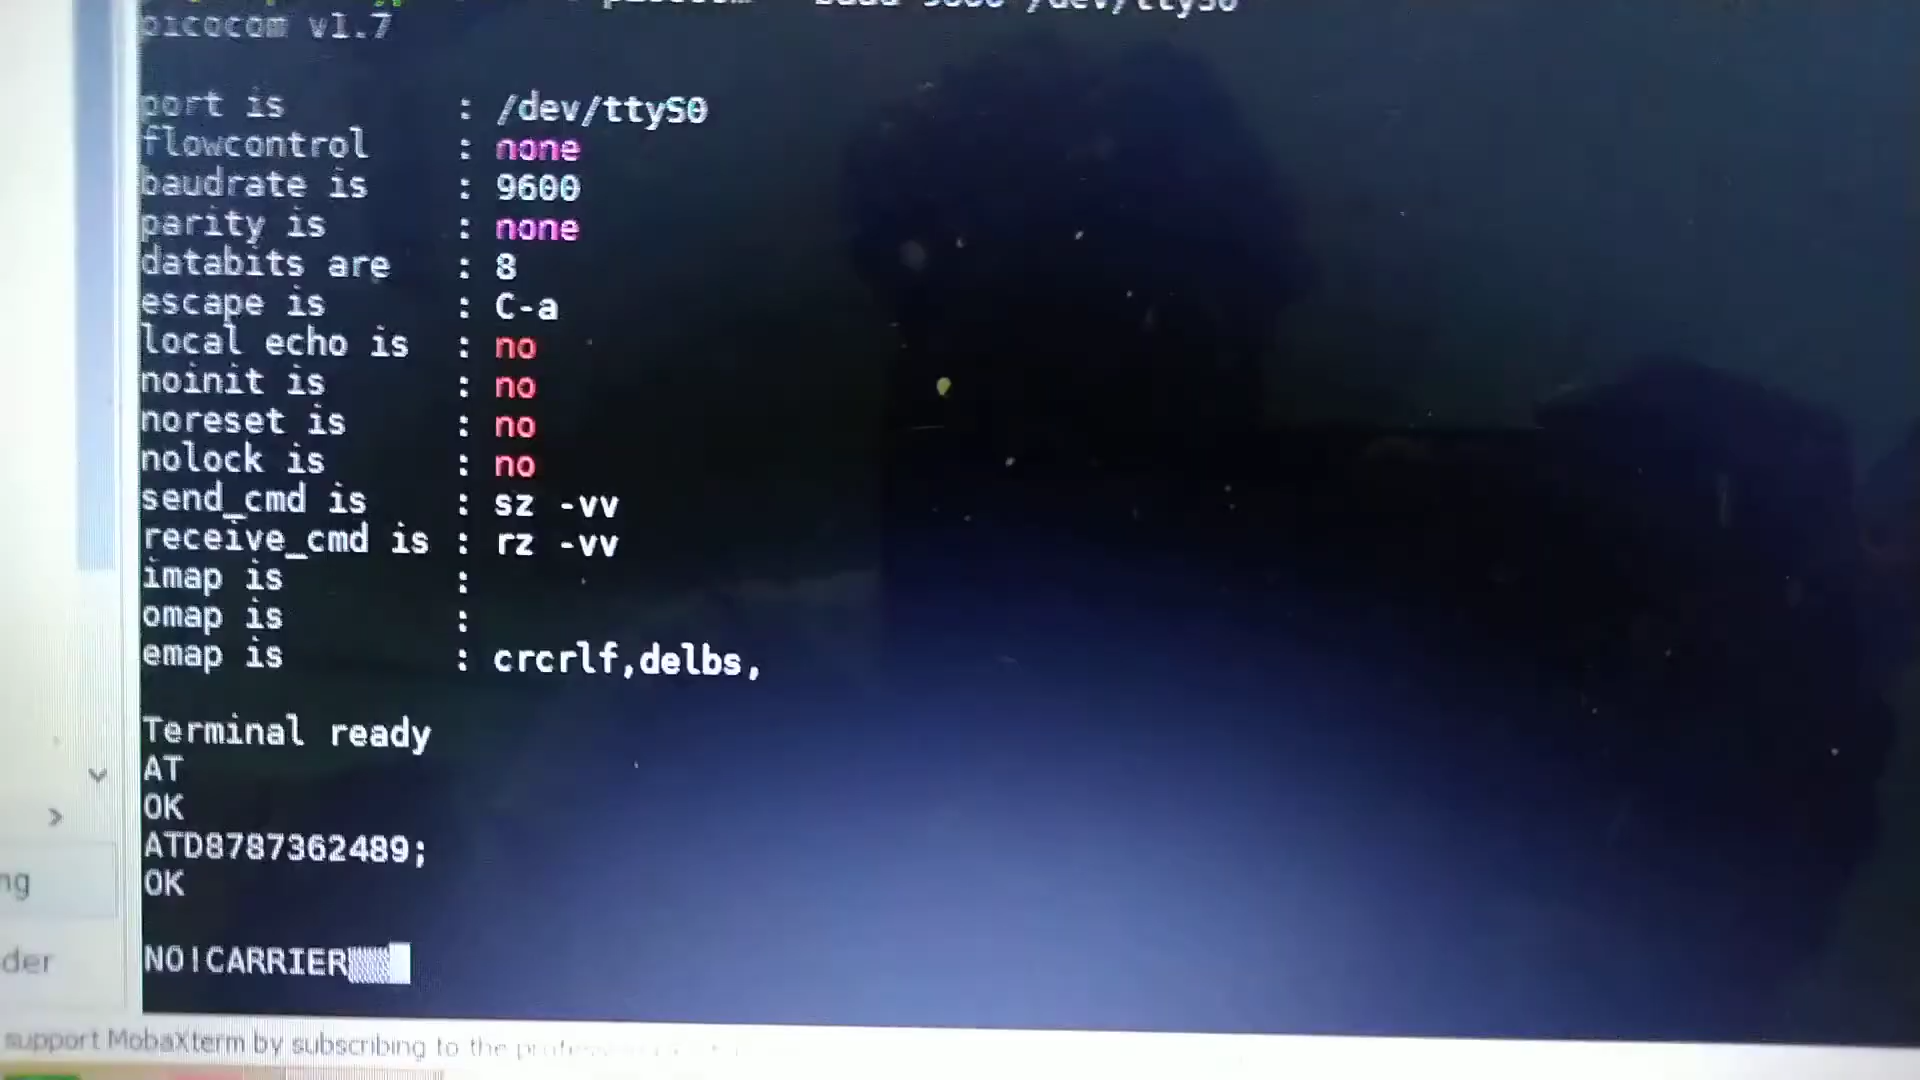 /dev/ttyS0
picocom v1.7
port is : /dev/ttyS0
flowcontrol : none
baudrate is : 9600
parity is : none
databits are : 8
escape is : C-a
local echo is : no
noinit is : no
noreset is : no
nolock is : no
send_cmd is : sz -vv
receive_cmd is : rz -vv
imap is :
omap is :
emap is : crcrlf,delbs,
Terminal ready
AT
OK
ATD8787362489;
OK
NO!CARRIER
ng
der
support MobaXterm by subscribing to the